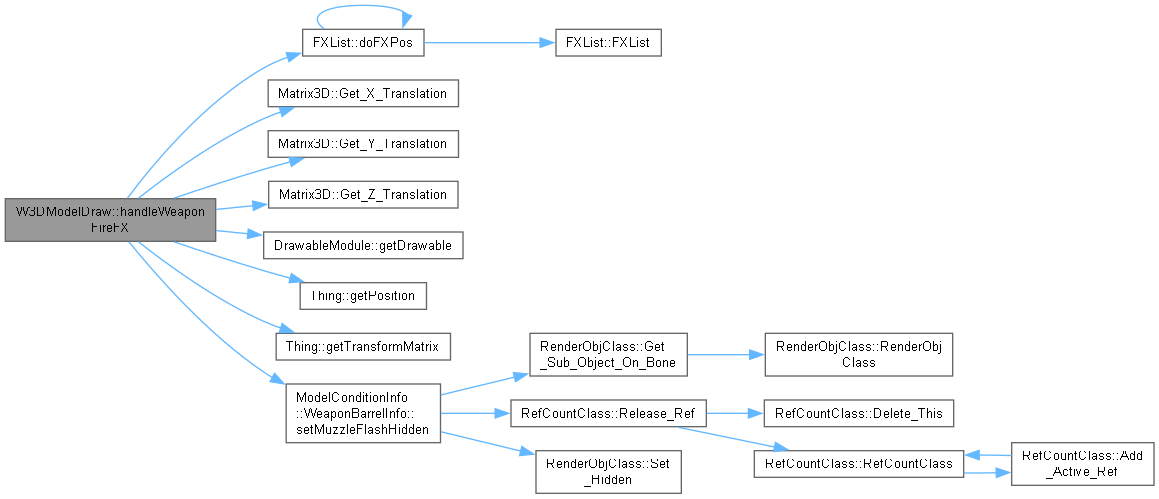 FXList::doFXPos
FXList::FXList
Matrix3D::Get_X_Translation
Matrix3D::Get_Y_Translation
Matrix3D::Get_Z_Translation
W3DModelDraw::handleWeapon
FireFX
DrawableModule::getDrawable
Thing::getPosition
Thing::getTransformMatrix
RenderObjClass::Get
_Sub_Object_On_Bone
RenderObjClass::RenderObj
Class
ModelConditionInfo
::WeaponBarrelInfo::
setMuzzleFlashHidden
RefCountClass::Release_Ref
RefCountClass::Delete_This
RenderObjClass::Set
_Hidden
RefCountClass::RefCountClass
RefCountClass::Add
_Active_Ref